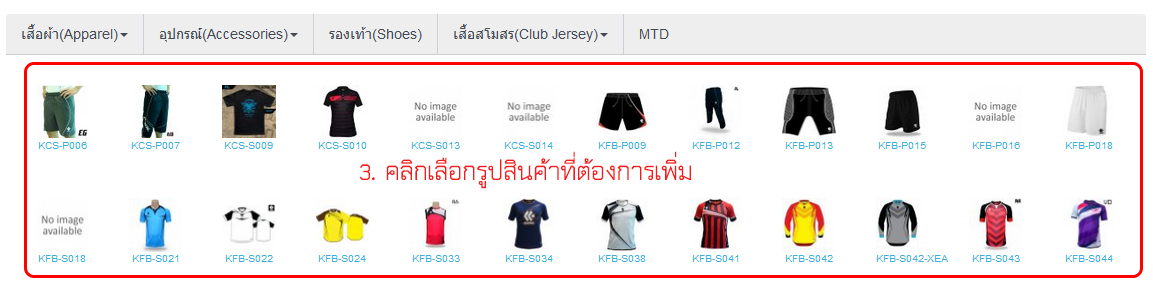 เสื้อผ้า(Apparel) อุปกรณ์(Accessories) รองเท้า(Shoes) เสื้อสโมสร(Club Jersey) MTD
EG
No image available
No image available
No image available
KCS-P006 KCS-P007 KCS-S009 KCS-S010 KCS-S013 KCS-S014 KFB-P009 KFB-P012 KFB-P013 KFB-P015 KFB-P016 KFB-P018
3. คลิกเลือกรูปสินค้าที่ต้องการเพิ่ม
No image available
UD
KFB-S018 KFB-S021 KFB-S022 KFB-S024 KFB-S033 KFB-S034 KFB-S038 KFB-S041 KFB-S042 KFB-S042-XEA KFB-S043 KFB-S044